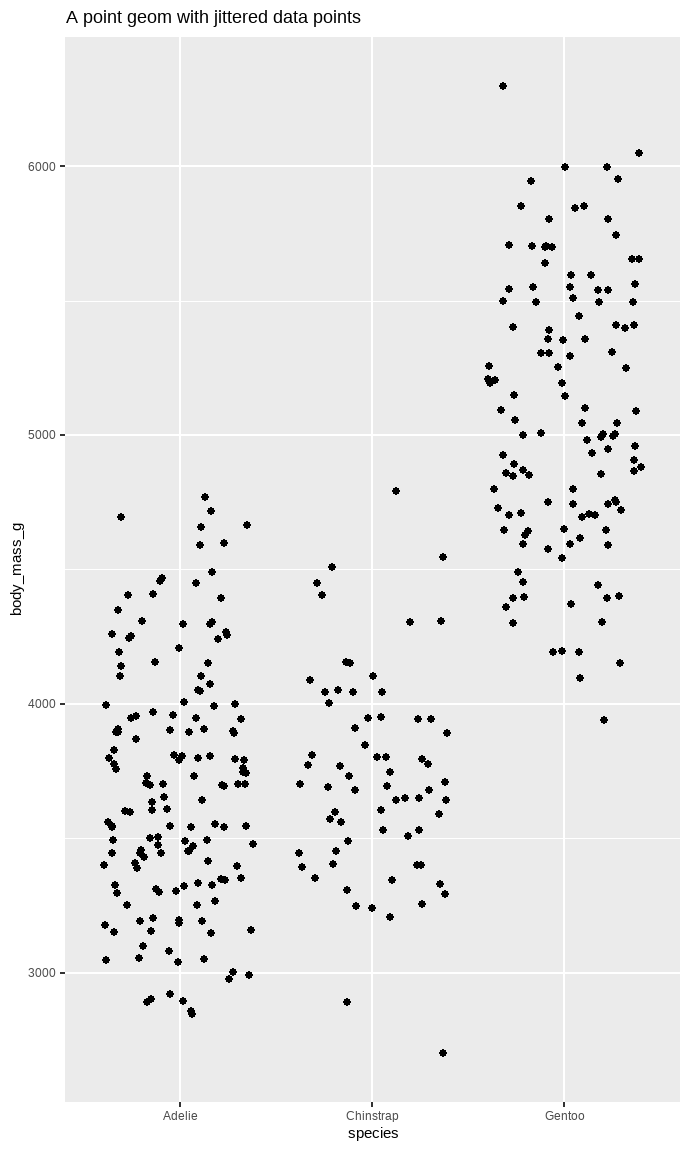 A point geom with jittered data points
6000
5000
4000
3000
body_mass_g
Adelie Chinstrap Gentoo
species